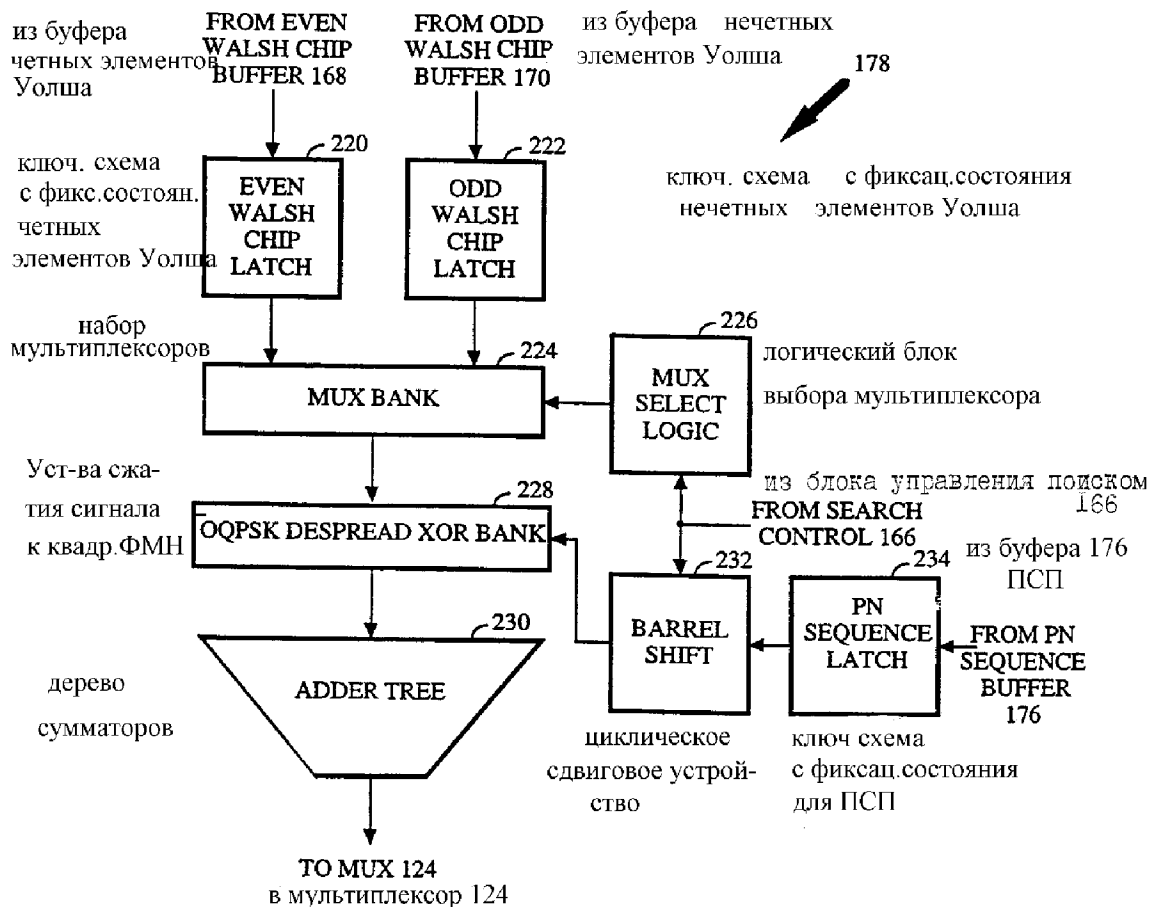 из буфера
четных элементов
Уолша
FROM EVEN
WALSH CHIP
BUFFER 168
FROM ODD
WALSH CHIP
BUFFER 170
из буфера нечетных
элементов Уолша
178
ключ. схема
с фикс.состоян.
четных
элементов Уолша
220
EVEN
WALSH
CHIP
LATCH
222
ODD
WALSH
CHIP
LATCH
ключ. схема с фиксац.состояния
нечетных элементов Уолша
набор
мультиплексоров
224
MUX BANK
226
MUX
SELECT
LOGIC
логический блок
выбора мультиплексора
Уст-ва сжа-
тия сигнала
к квадр.ФМН
228
OQPSK DESPREAD XOR BANK
из блока управления поиском
166
FROM SEARCH
CONTROL 166
из буфера 176
ПСП
232
BARREL
SHIFT
234
PN
SEQUENCE
LATCH
FROM PN
SEQUENCE
BUFFER
176
230
ADDER TREE
дерево
сумматоров
циклическое
сдвиговое устрой-
ство
ключ схема
с фиксац.состояния
для ПСП
TO MUX 124
в мультиплексор 124